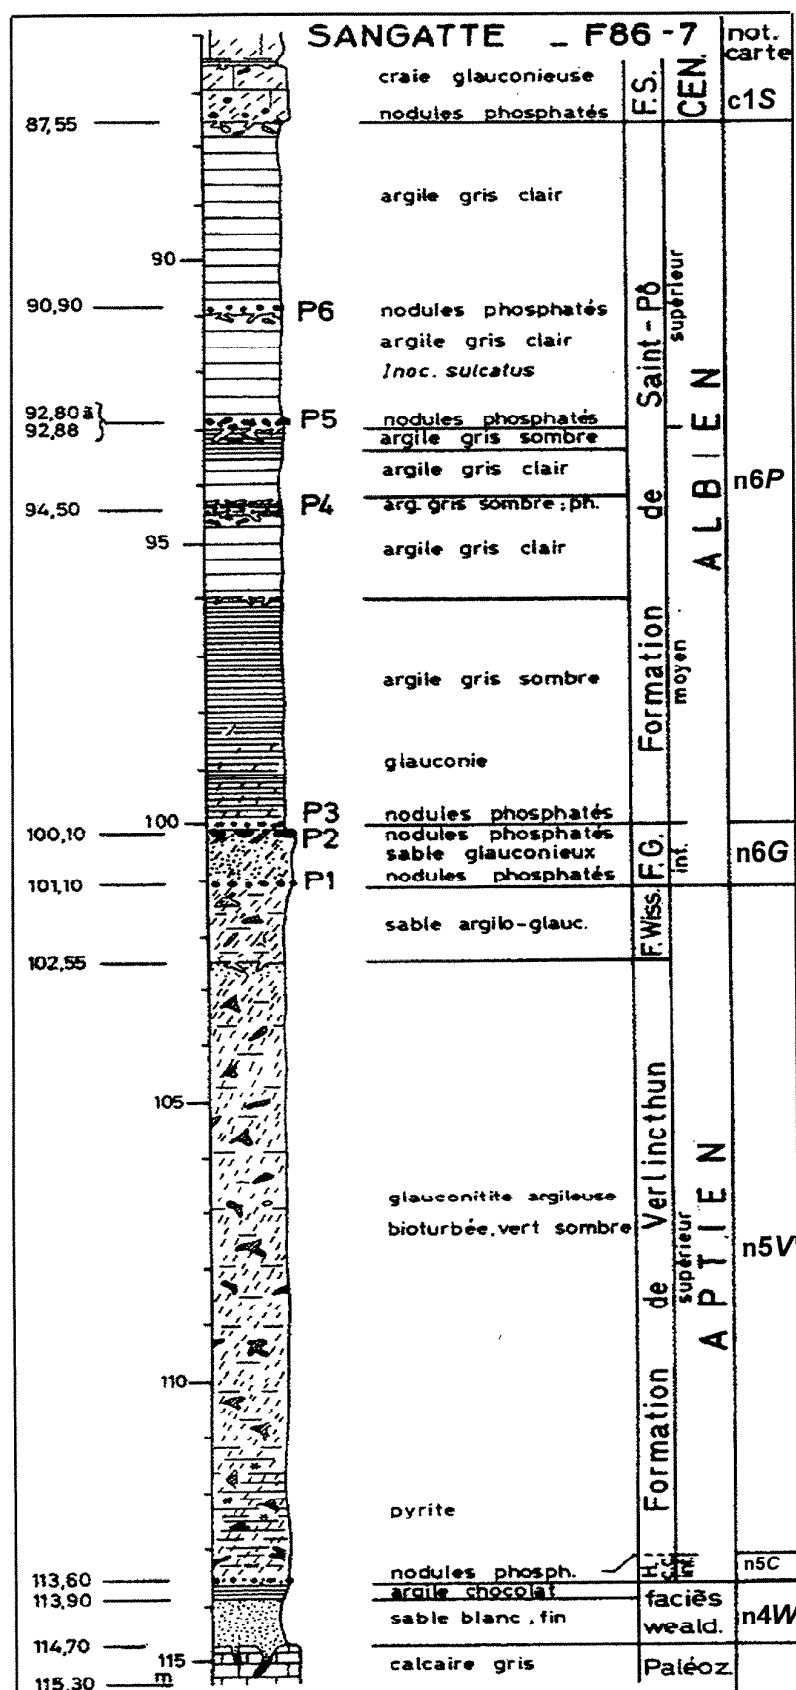 SANGATTE _ F86-7
not. carte
craie glauconieuse
F.S.
CEN.
c1S
nodules phosphatés
87,55
argile gris clair
90
90,90
P6
nodules phosphatés
argile gris clair
Inoc. sulcatus
92,80 à
92,88
P5
nodules phosphatés
argile gris sombre
argile gris clair
94,50
P4
arg. gris sombre ; ph.
95
argile gris clair
argile gris sombre
glauconie
Formation de Saint-Pô
supérieur
moyen
ALBIEN
n6P
100
P3
nodules phosphatés
100,10
P2
nodules phosphatés
sable glauconieux
F.G.
inf.
n6G
101,10
P1
nodules phosphatés
sable argilo-glauc.
F.Wiss.
102,55
105
glauconitite argileuse
bioturbée, vert sombre
Formation de Verlincthun
supérieur
APTIEN
n5V
110
pyrite
nodules phosph.
inf.
n5C
113,60
argile chocolat
113,90
sable blanc, fin
faciès
weald.
n4W
114,70
115
m
calcaire gris
Paléoz.
115,30